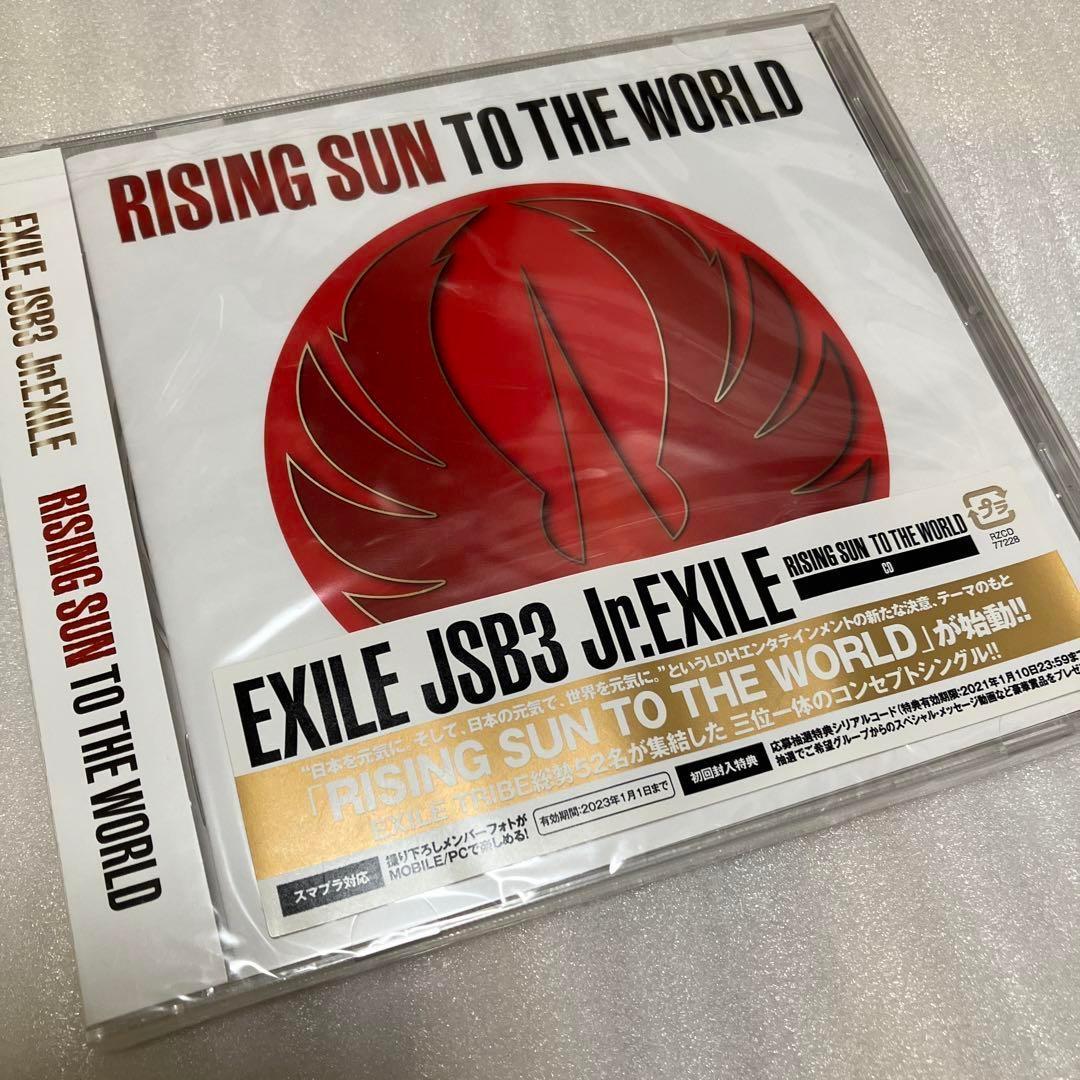 RISING SUN TO THE WORLD
EXILE JSB3 Jr.EXILE RISING SUN TO THE WORLD
プラ
RZCD
77228
EXILE JSB3 Jr.EXILE
RISING SUN TO THE WORLD
CD
“日本を元気に。そして、日本の元気で、世界を元気に。”というLDHエンタテインメントの新たな決意、テーマのもと
「RISING SUN TO THE WORLD」が始動!!
EXILE TRIBE総勢52名が集結した 三位一体のコンセプトシングル!!
スマプラ対応
撮り下ろしメンバーフォトが
MOBILE/PCで楽しめる!
有効期間:2023年1月1日まで
初回封入特典
応募抽選特典シリアルコード(特典有効期限:2021年1月10日23:59ま
抽選でご希望グループからのスペシャル・メッセージ動画など豪華賞品をプレゼ